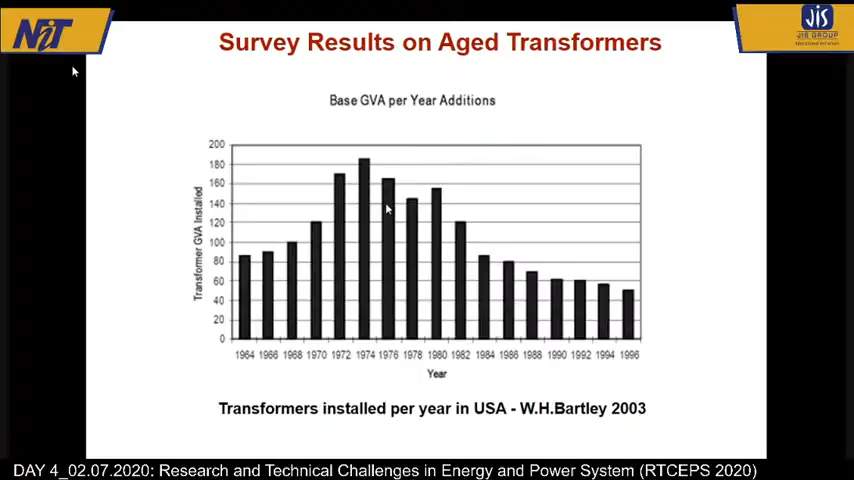 NiT
JIS
JIS GROUP
Educational Initiatives
Survey Results on Aged Transformers
Base GVA per Year Additions
Transformer GVA Installed
200
180
160
140
120
100
80
60
40
20
0
1964 1966 1968 1970 1972 1974 1976 1978 1980 1982 1984 1986 1988 1990 1992 1994 1996
Year
Transformers installed per year in USA - W.H.Bartley 2003
DAY 4_02.07.2020: Research and Technical Challenges in Energy and Power System (RTCEPS 2020)